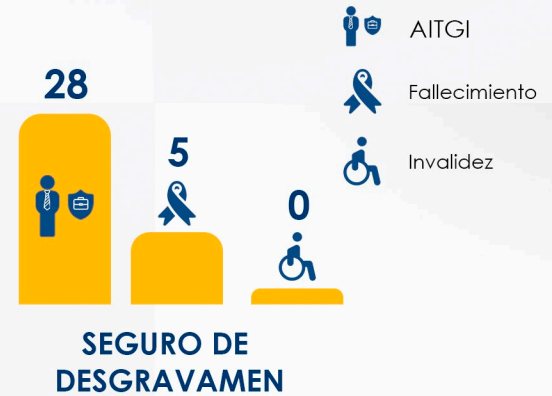 AITGI
28
Fallecimiento
5
Invalidez
0
SEGURO DE
DESGRAVAMEN